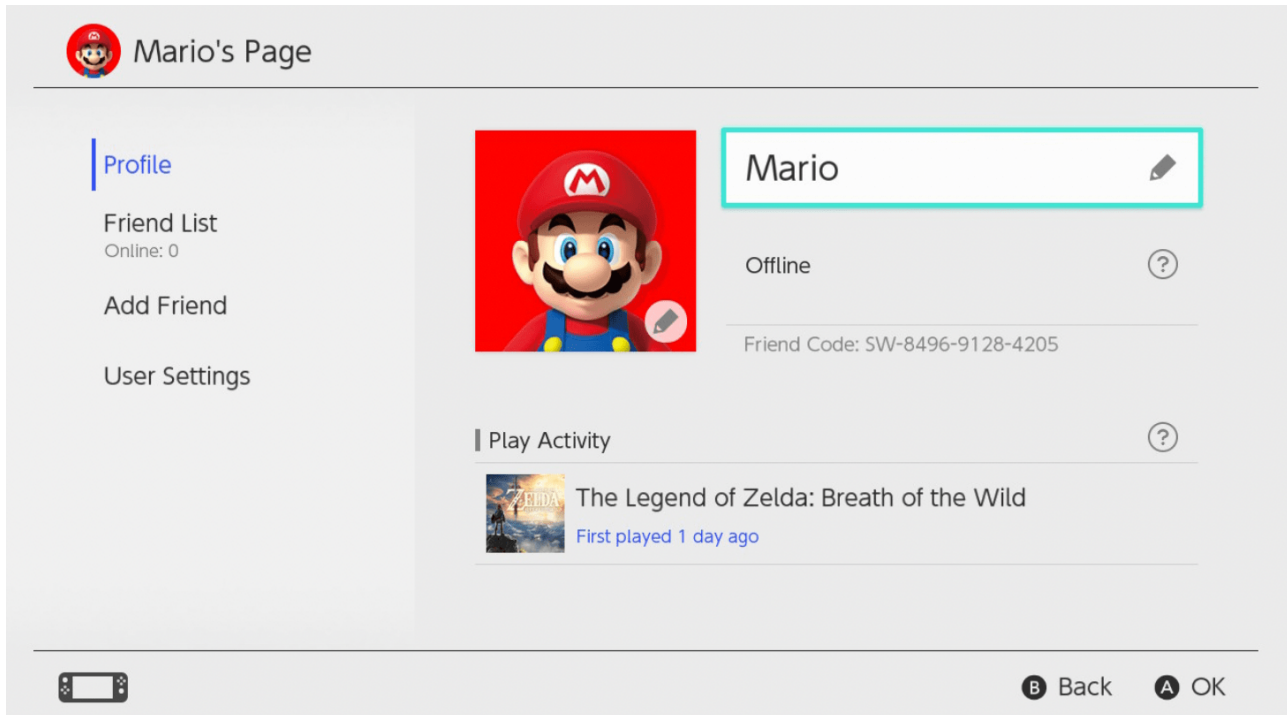 Mario's Page
Profile
Friend List
Online: 0
Add Friend
User Settings
M
Mario
Offline
?
Friend Code: SW-8496-9128-4205
Play Activity
?
ZELDA
The Legend of Zelda: Breath of the Wild
First played 1 day ago
B Back
A OK